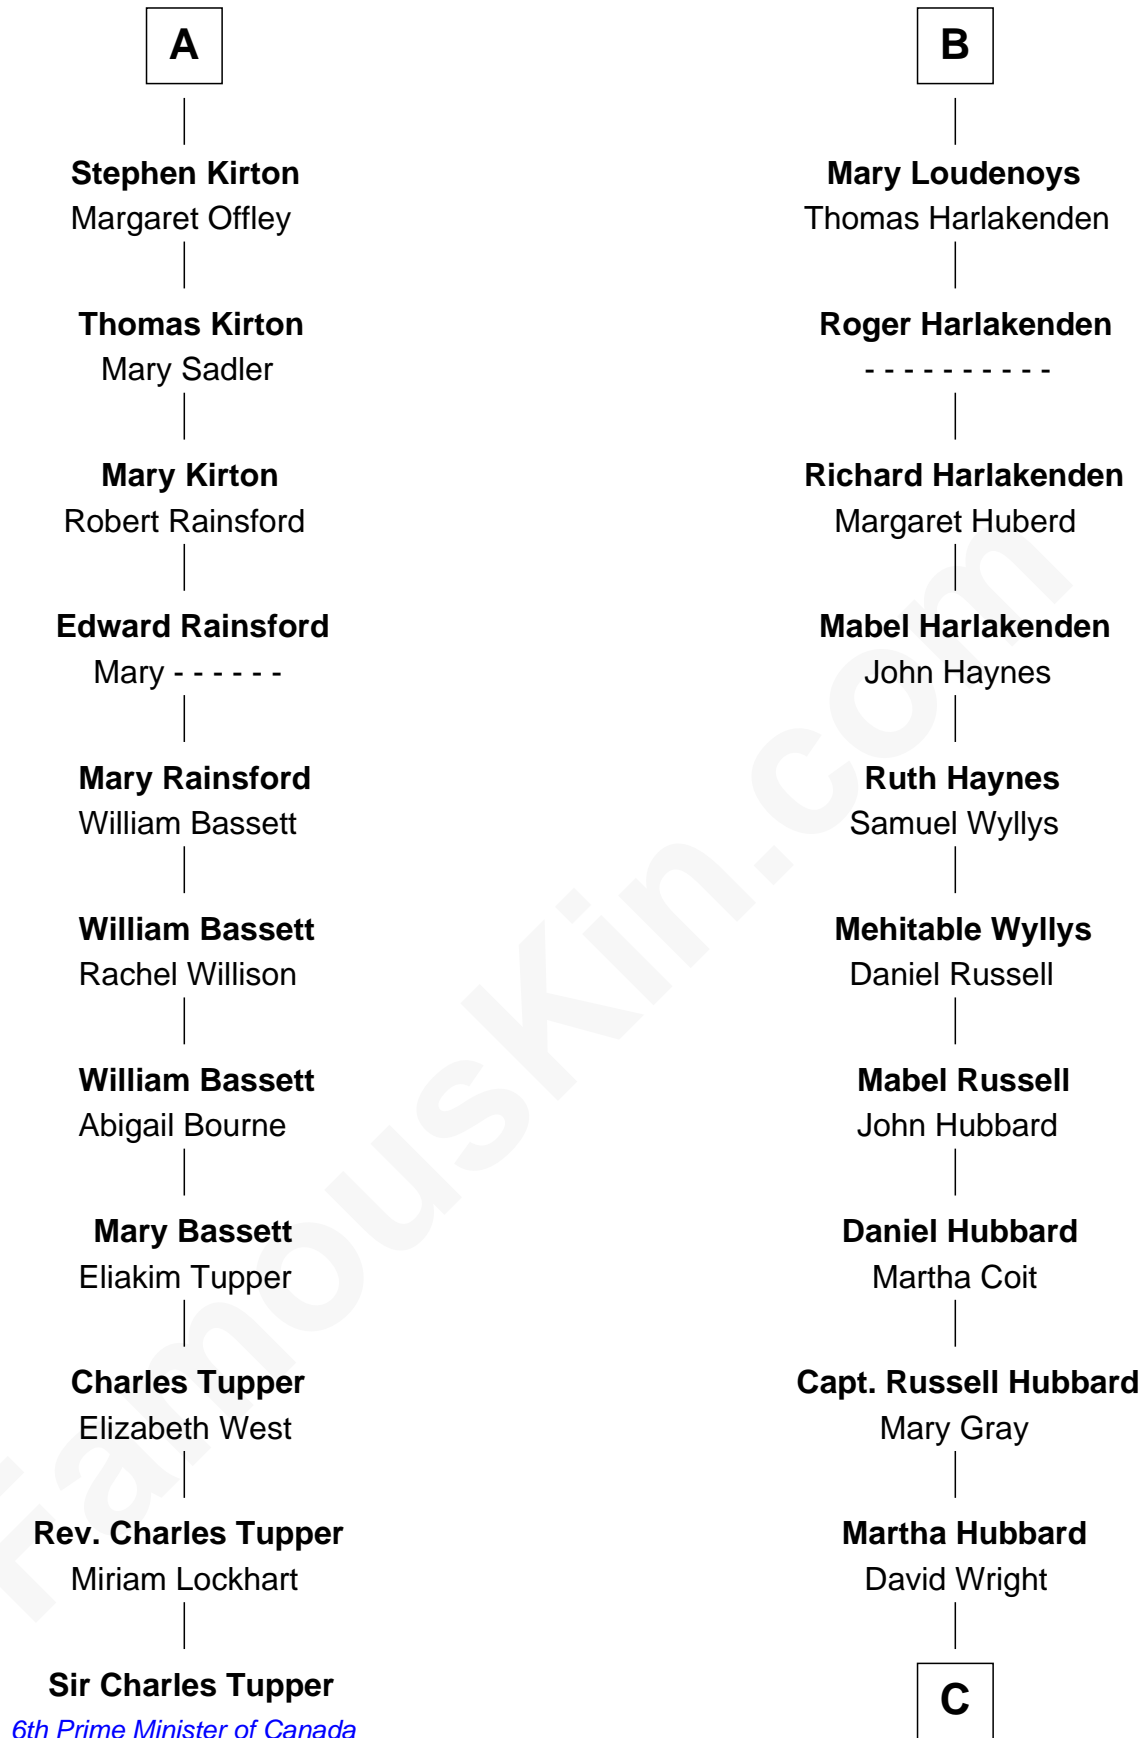 A
Stephen Kirton
Margaret Offley
Thomas Kirton
Mary Sadler
Mary Kirton
Robert Rainsford
Edward Rainsford
Mary - - - - - -
Mary Rainsford
William Bassett
William Bassett
Rachel Willison
William Bassett
Abigail Bourne
Mary Bassett
Eliakim Tupper
Charles Tupper
Elizabeth West
Rev. Charles Tupper
Miriam Lockhart
Sir Charles Tupper
6th Prime Minister of Canada
B
Mary Loudenoys
Thomas Harlakenden
Roger Harlakenden
- - - - - - - - - -
Richard Harlakenden
Margaret Huberd
Mabel Harlakenden
John Haynes
Ruth Haynes
Samuel Wyllys
Mehitable Wyllys
Daniel Russell
Mabel Russell
John Hubbard
Daniel Hubbard
Martha Coit
Capt. Russell Hubbard
Mary Gray
Martha Hubbard
David Wright
C
FamousKin.com